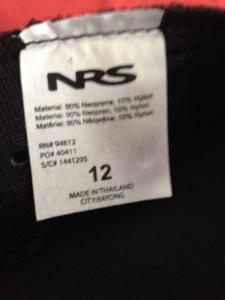 NRS
Material: 90% Neoprene, 10% Nylon
Material: 90% Neopren, 10% Nylon
Matériel: 90% Néoprène, 10% Nylon
RN# 94612
PO# 40411
S/C# 1441295
12
MADE IN THAILAND
CITY:RAYONG